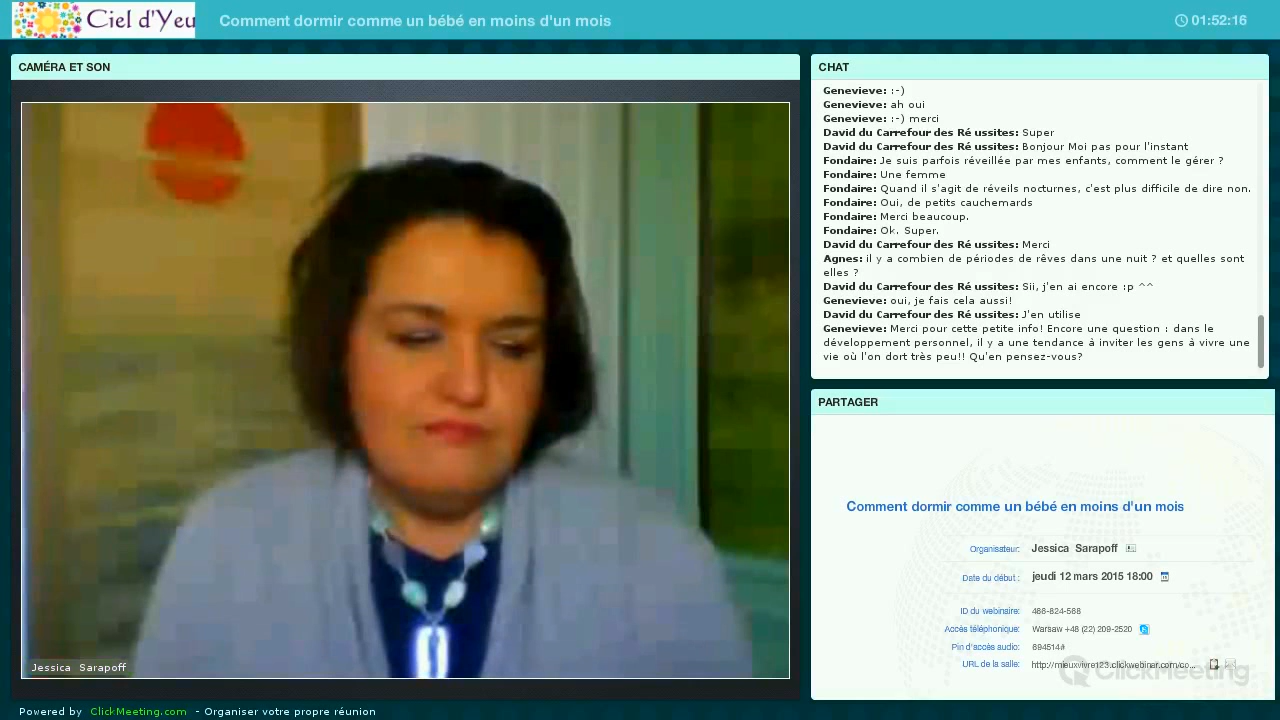 Ciel d'Yeu
Comment dormir comme un bébé en moins d'un mois
01:52:16
CAMÉRA ET SON
Jessica Sarapoff
CHAT
Genevieve: :-)
Genevieve: ah oui
Genevieve: :-) merci
David du Carrefour des Ré ussites: Super
David du Carrefour des Ré ussites: Bonjour Moi pas pour l'instant
Fondaire: Je suis parfois réveillée par mes enfants, comment le gérer ?
Fondaire: Une femme
Fondaire: Quand il s'agit de réveils nocturnes, c'est plus difficile de dire non.
Fondaire: Oui, de petits cauchemards
Fondaire: Merci beaucoup.
Fondaire: Ok. Super.
David du Carrefour des Ré ussites: Merci
Agnes: il y a combien de périodes de rêves dans une nuit ? et quelles sont
elles ?
David du Carrefour des Ré ussites: Sii, j'en ai encore :p ^^
Genevieve: oui, je fais cela aussi!
David du Carrefour des Ré ussites: J'en utilise
Genevieve: Merci pour cette petite info! Encore une question : dans le
développement personnel, il y a une tendance à inviter les gens à vivre une
vie où l'on dort très peu!! Qu'en pensez-vous?
PARTAGER
Comment dormir comme un bébé en moins d'un mois
Organisateur: Jessica Sarapoff
Date du début : jeudi 12 mars 2015 18:00
ID du webinaire: 488-824-588
Accès téléphonique: Warsaw +48 (22) 209-2520
Pin d'accès audio: 894514#
URL de la salle: http://mieuxvivre123.clickwebinar.com/co...
ClickMeeting
Powered by ClickMeeting.com - Organiser votre propre réunion